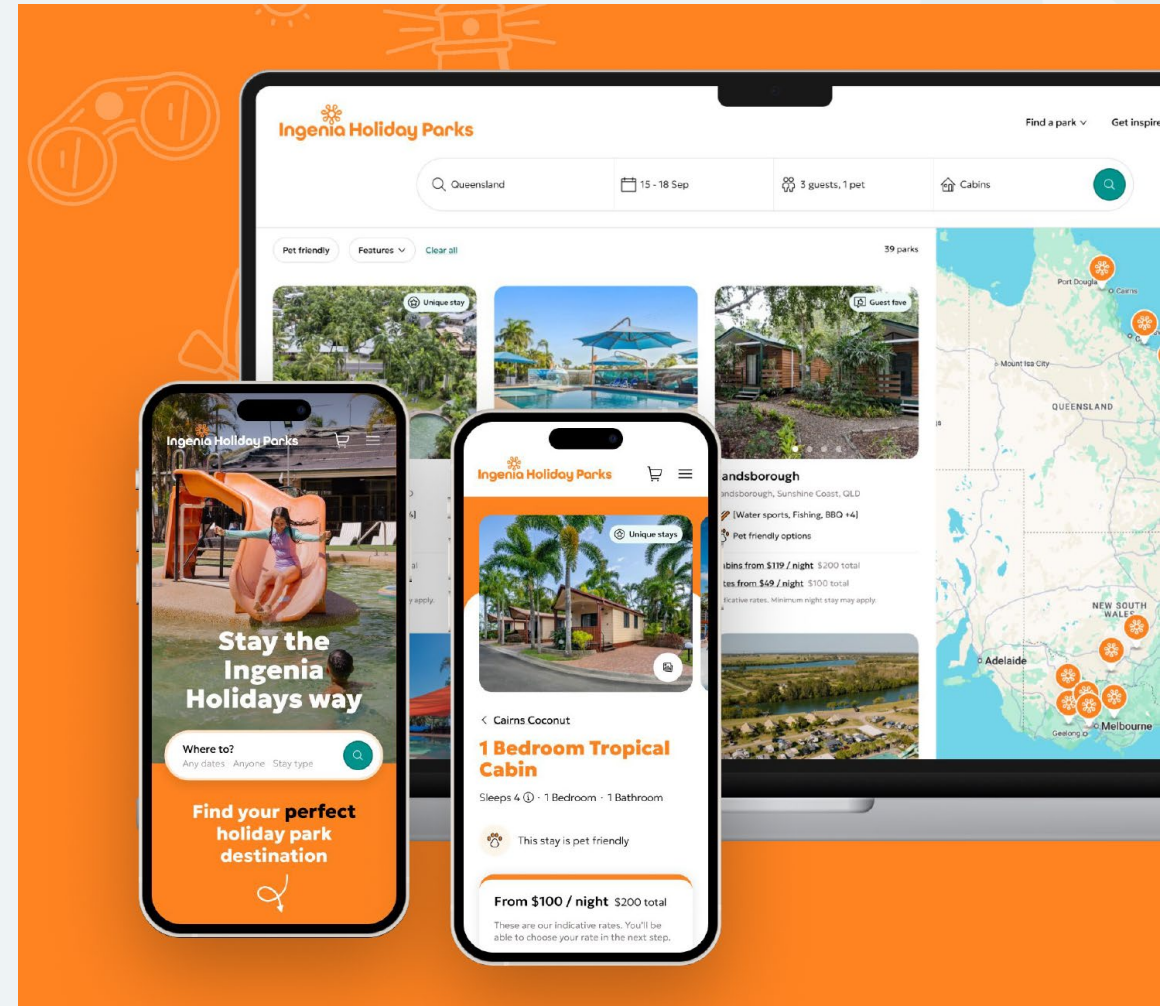 Ingenia Holiday Parks
Find a park
Get inspire
Queensland
15 - 18 Sep
3 guests, 1 pet
Cabins
Pet friendly
Features
Clear all
39 parks
Unique stay
Guest fave
andsborough
andsborough, Sunshine Coast, QLD
[Water sports, Fishing, BBQ +4]
Pet friendly options
abins from $119 / night $200 total
tes from $49 / night $100 total
dicative rates. Minimum night stay may apply.
y apply.
Port Dougla
Cairns
Mount Isa City
QUEENSLAND
NEW SOUTH
WALES
Adelaide
Geelong
Melbourne
Ingenia Holiday Parks
Stay the
Ingenia
Holidays way
Where to?
Any dates · Anyone · Stay type
Find your perfect
holiday park
destination
Ingenia Holiday Parks
Unique stays
Cairns Coconut
1 Bedroom Tropical
Cabin
Sleeps 4 · 1 Bedroom · 1 Bathroom
This stay is pet friendly
From $100 / night $200 total
These are our indicative rates. You'll be
able to choose your rate in the next step.